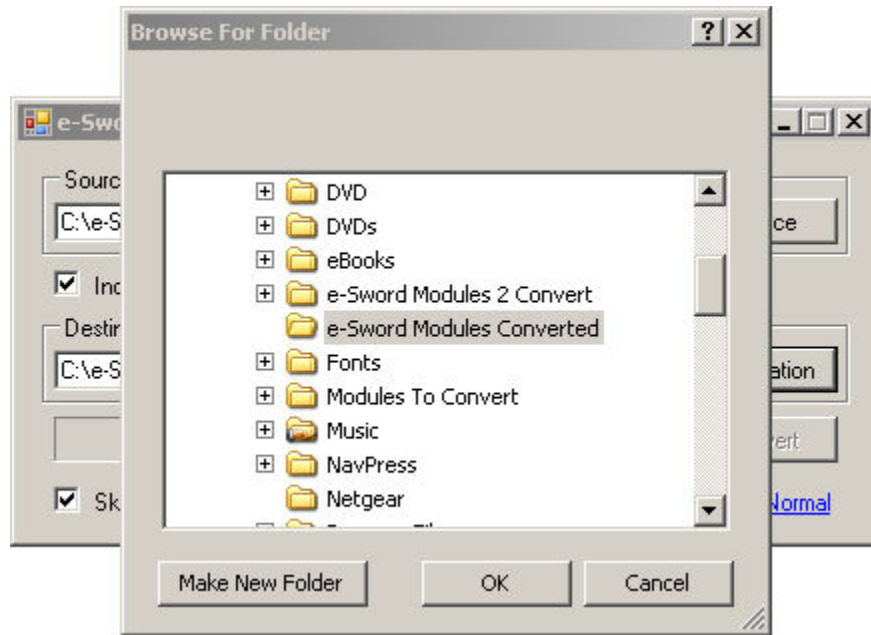 Browse For Folder
e-Swo
Sourc
C:\e-S
ce
Inc
Destin
C:\e-S
ation
vert
Sk
Normal
DVD
DVDs
eBooks
e-Sword Modules 2 Convert
e-Sword Modules Converted
Fonts
Modules To Convert
Music
NavPress
Netgear
Make New Folder
OK
Cancel